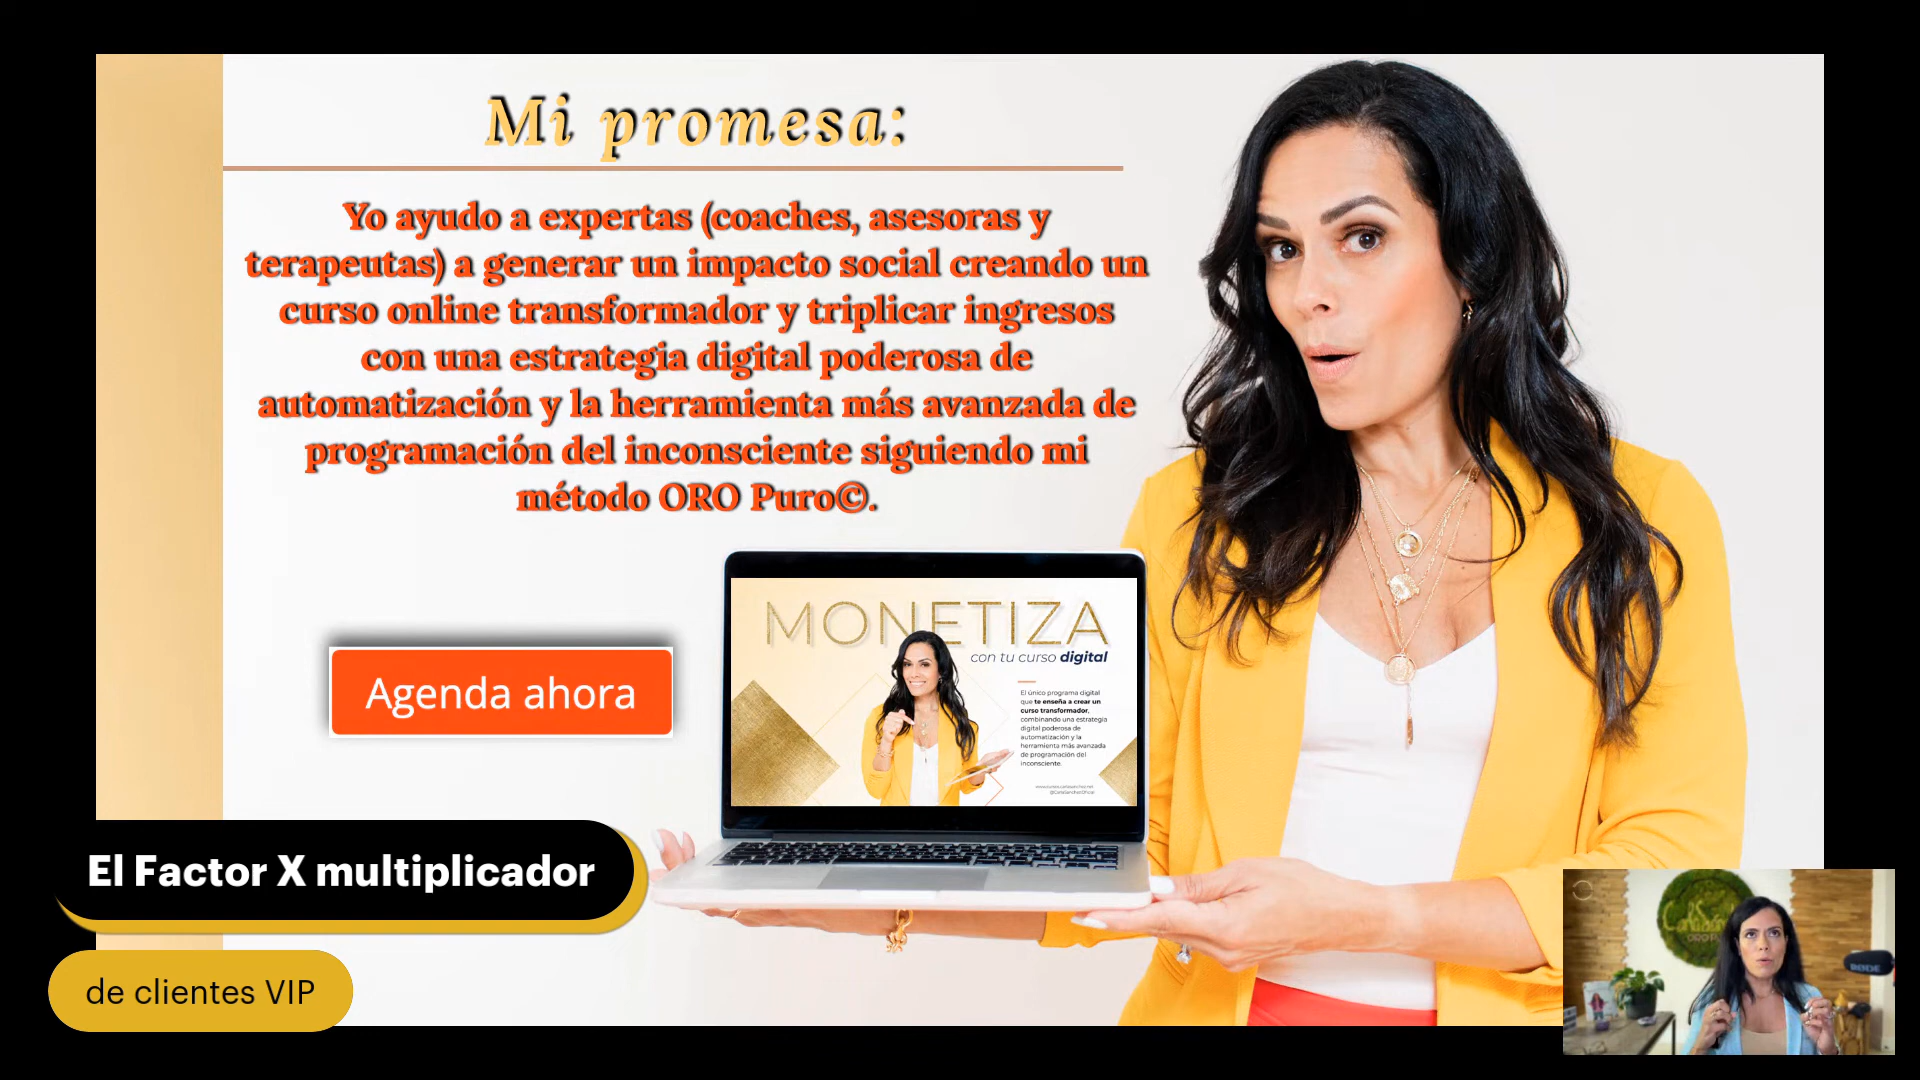 Mi promesa:
Yo ayudo a expertas (coaches, asesoras y
terapeutas) a generar un impacto social creando un
curso online transformador y triplicar ingresos
con una estrategia digital poderosa de
automatización y la herramienta más avanzada de
programación del inconsciente siguiendo mi
método ORO Puro©.
Agenda ahora
MONETIZA
con tu curso digital
El único programa digital
que te enseña a crear un
curso transformador,
combinando una estrategia
digital poderosa de
automatización y la
herramienta más avanzada
de programación del
inconsciente.
@CarlaSanchezOficial
El Factor X multiplicador
de clientes VIP
RODE